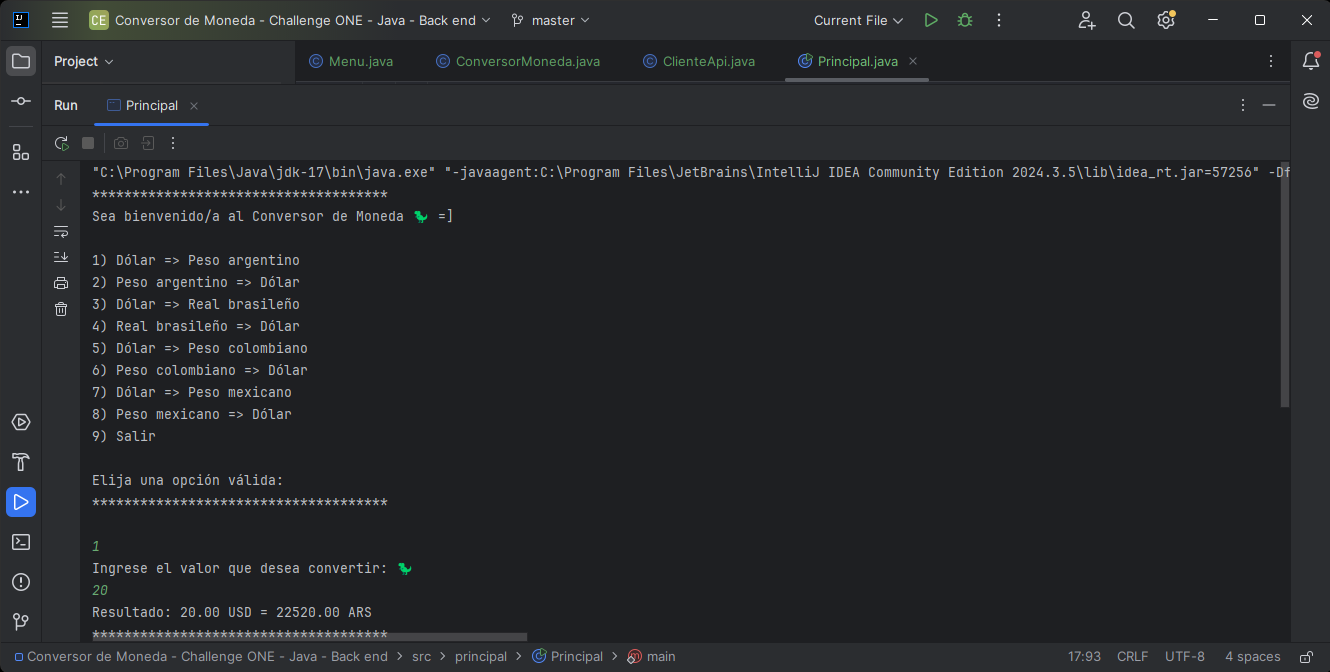 CE Conversor de Moneda - Challenge ONE - Java - Back end master Current File
Project Menu.java ConversorMoneda.java ClienteApi.java Principal.java
Run Principal
"C:\Program Files\Java\jdk-17\bin\java.exe" "-javaagent:C:\Program Files\JetBrains\IntelliJ IDEA Community Edition 2024.3.5\lib\idea_rt.jar=57256" -Df
*************************************
Sea bienvenido/a al Conversor de Moneda 🦖 =]
1) Dólar => Peso argentino
2) Peso argentino => Dólar
3) Dólar => Real brasileño
4) Real brasileño => Dólar
5) Dólar => Peso colombiano
6) Peso colombiano => Dólar
7) Dólar => Peso mexicano
8) Peso mexicano => Dólar
9) Salir
Elija una opción válida:
*************************************
1
Ingrese el valor que desea convertir: 🦖
20
Resultado: 20.00 USD = 22520.00 ARS
*************************************
Conversor de Moneda - Challenge ONE - Java - Back end > src > principal > Principal > main 17:93 CRLF UTF-8 4 spaces